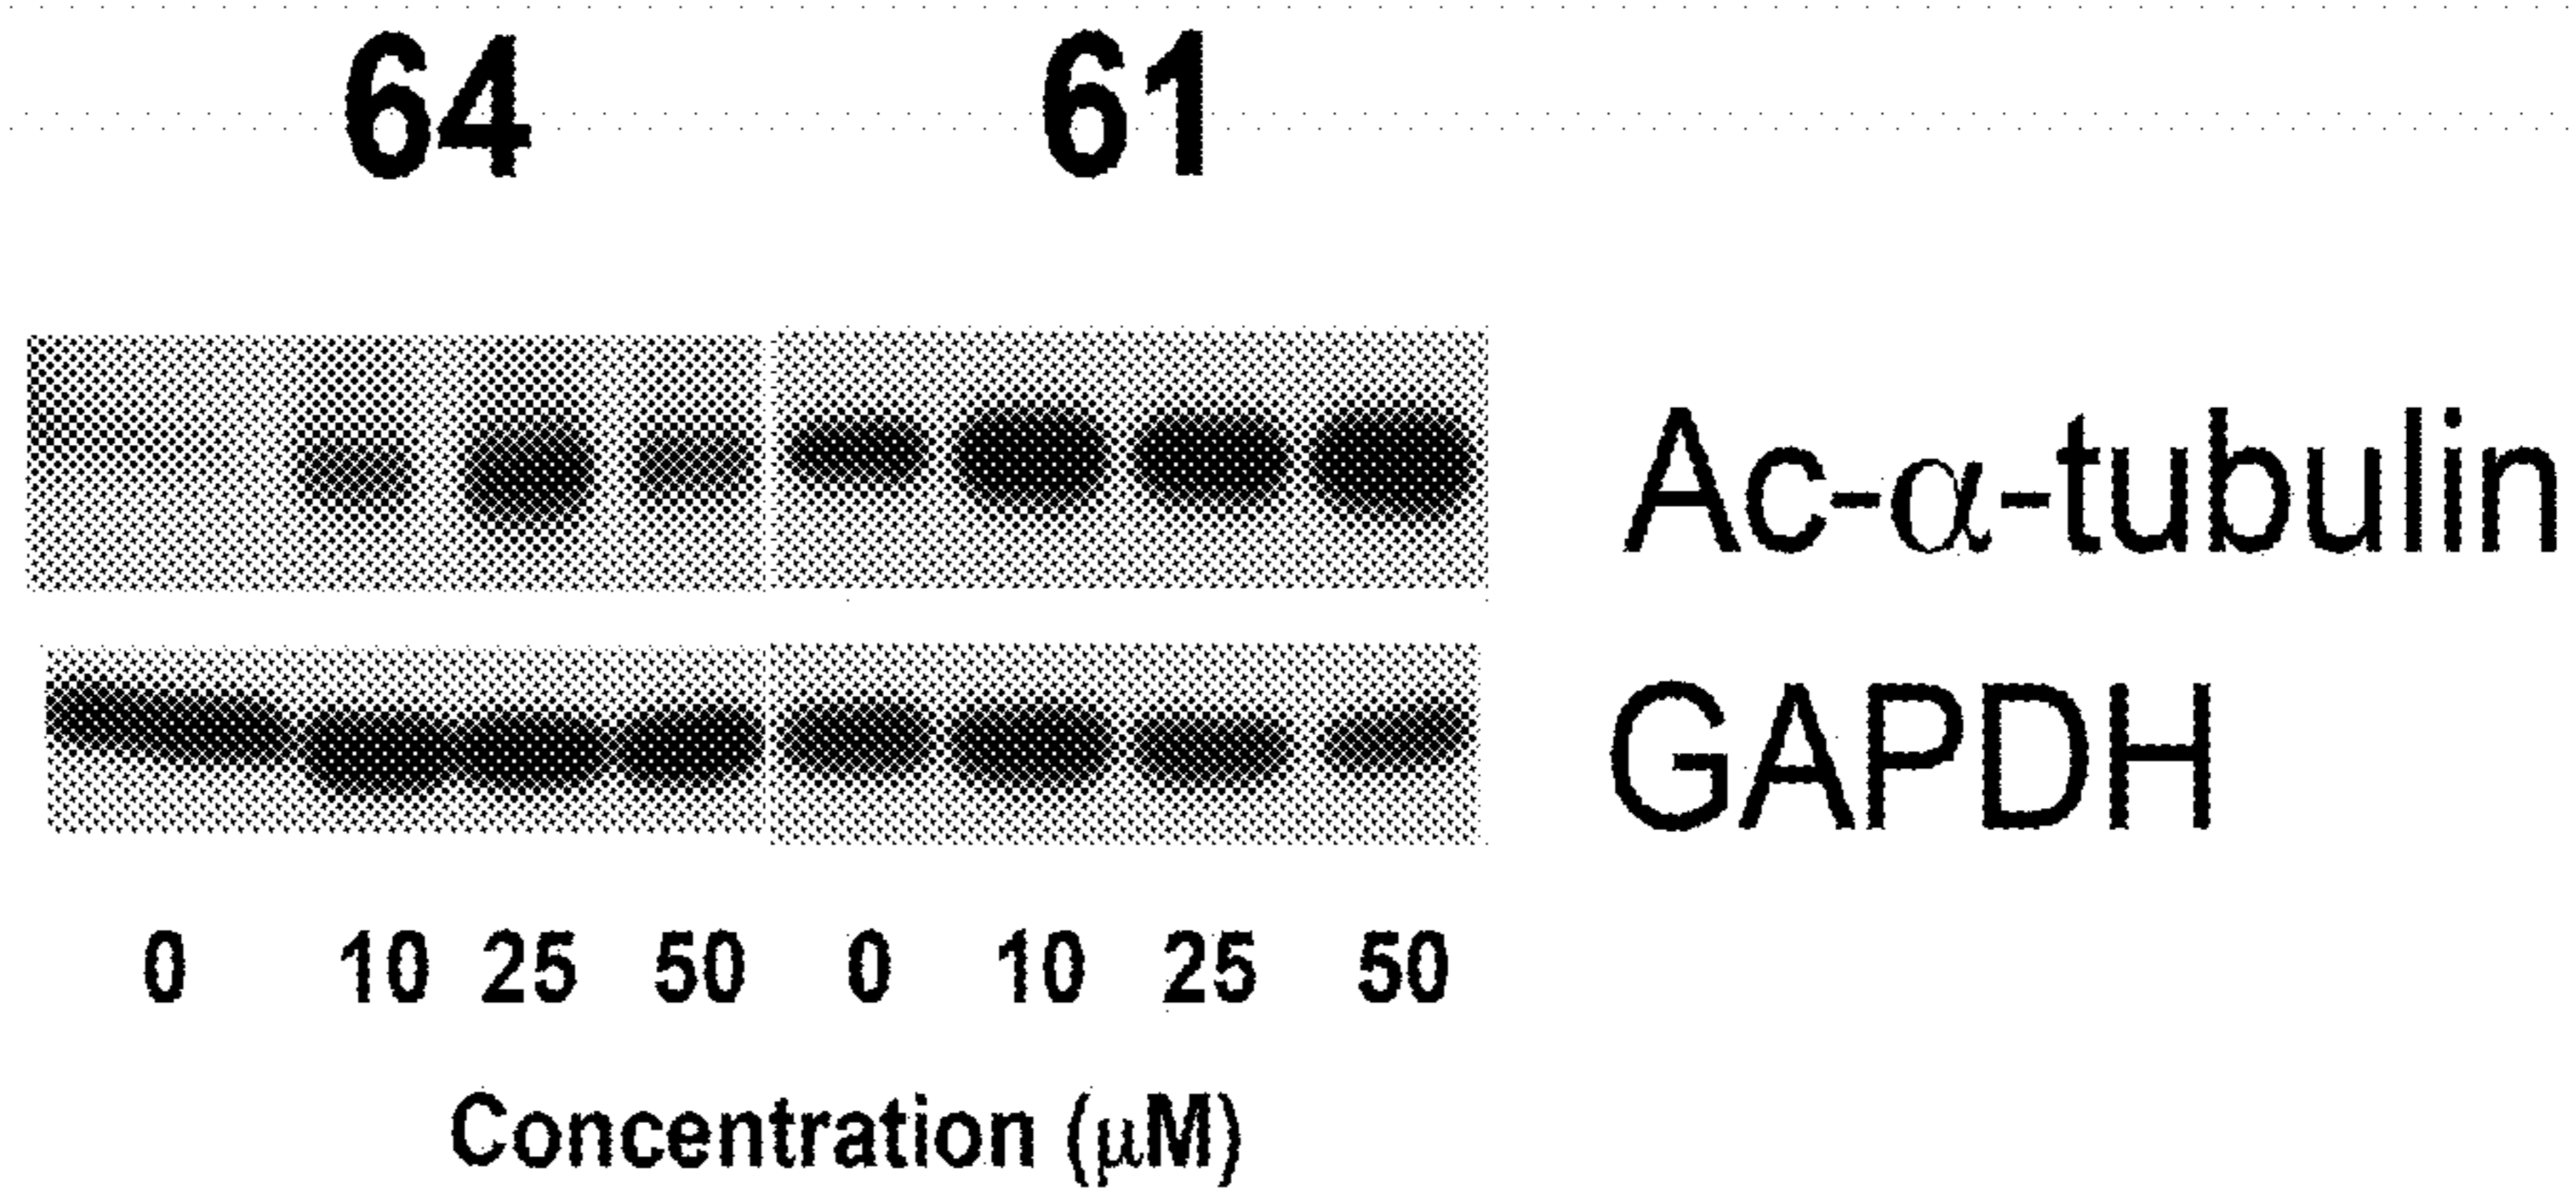 64 61
Ac-α-tubulin
GAPDH
0 10 25 50 0 10 25 50
Concentration (μM)